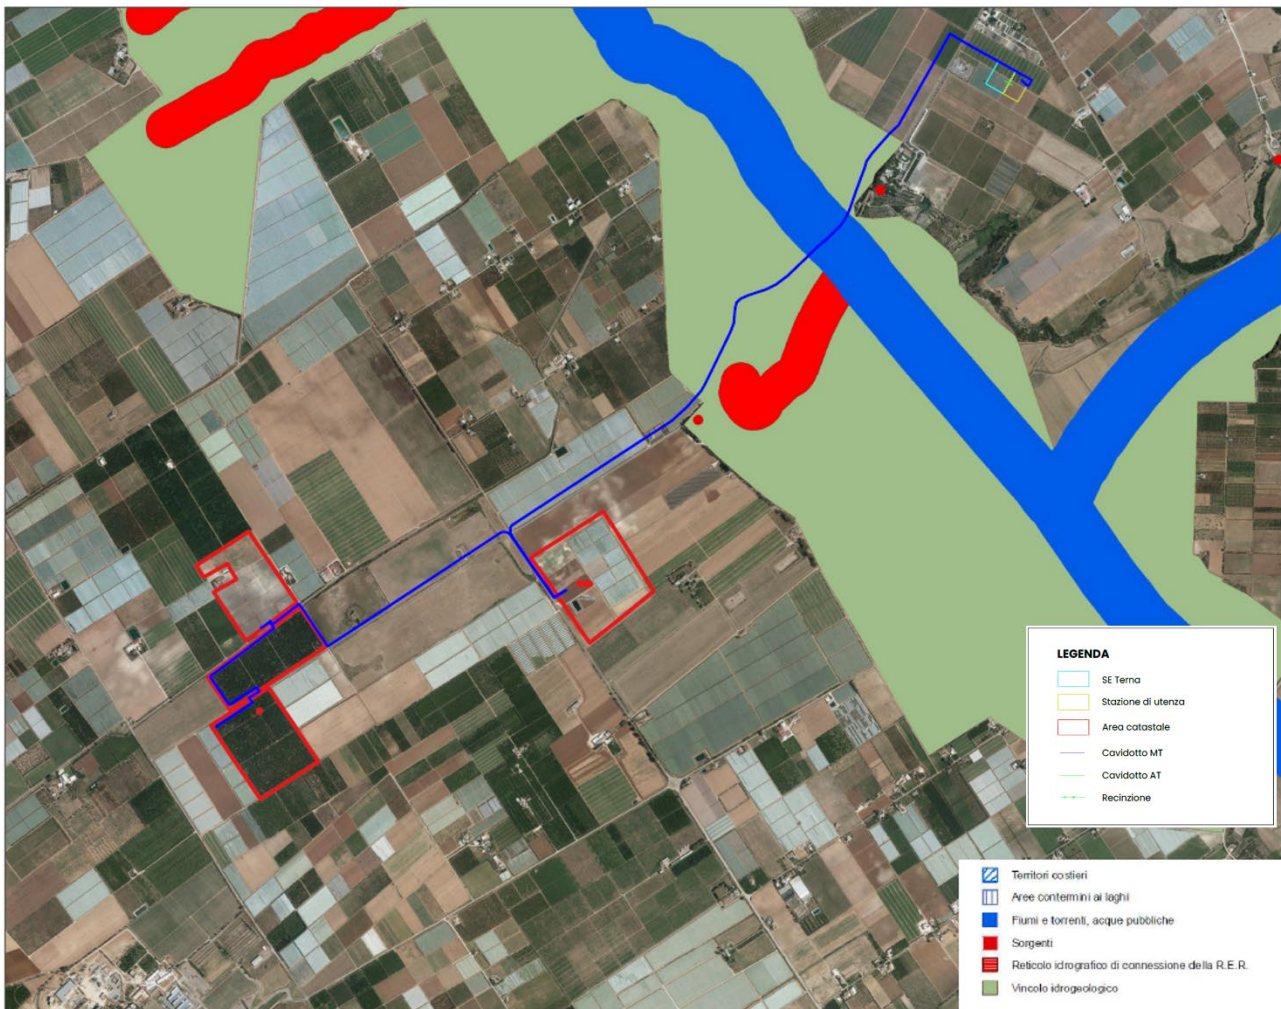 LEGENDA
SE Terna
Stazione di utenza
Area catastale
Cavidotto MT
Cavidotto AT
Recinzione
Territori costieri
Aree contermini ai laghi
Fiumi e torrenti, acque pubbliche
Sorgenti
Reticolo idrografico di connessione della R.E.R.
Vincolo idrogeologico